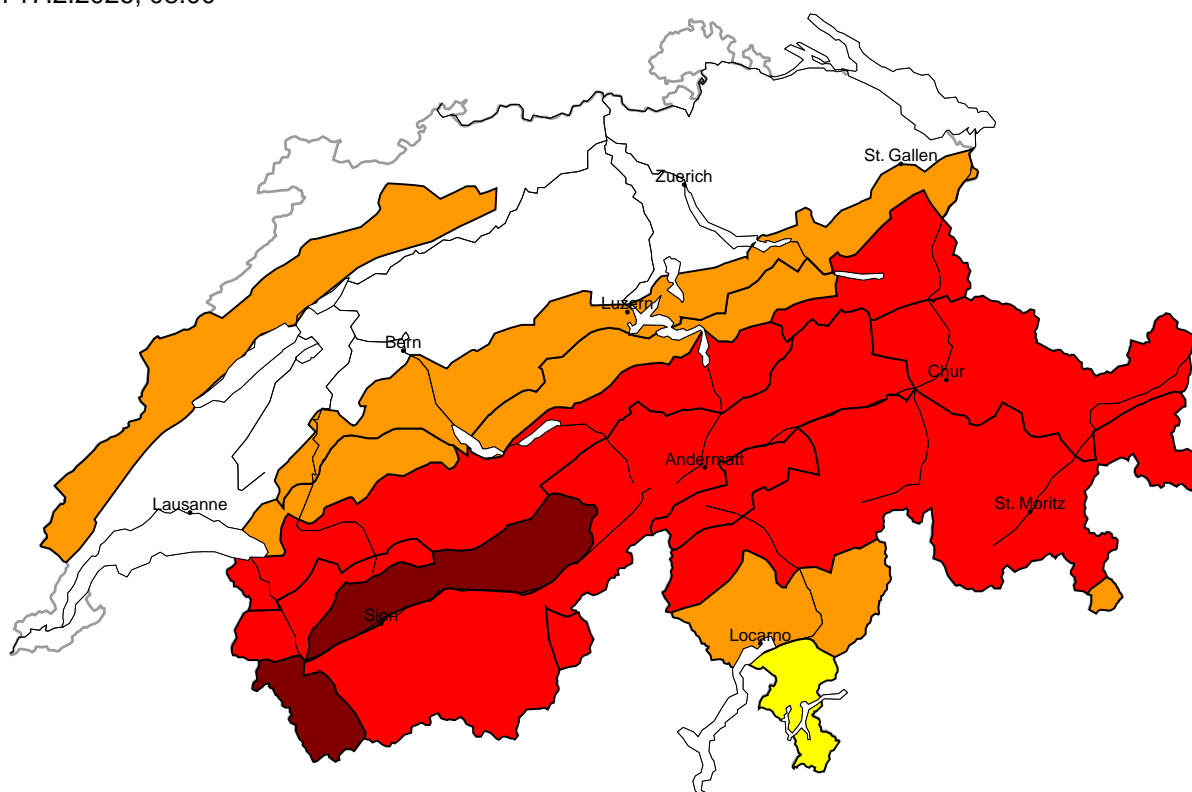 St. Gallen
Zuerich
Luzern
Bern
Chur
Andermatt
Lausanne
St. Moritz
Sion
Locarno